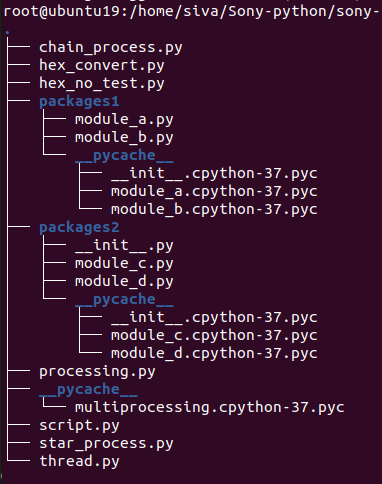 root@ubuntu19:/home/siva/Sony-python/sony-
.
├── chain_process.py
├── hex_convert.py
├── hex_no_test.py
├── packages1
│   ├── module_a.py
│   ├── module_b.py
│   └── __pycache__
│       ├── __init__.cpython-37.pyc
│       ├── module_a.cpython-37.pyc
│       └── module_b.cpython-37.pyc
├── packages2
│   ├── __init__.py
│   ├── module_c.py
│   ├── module_d.py
│   └── __pycache__
│       ├── __init__.cpython-37.pyc
│       ├── module_c.cpython-37.pyc
│       └── module_d.cpython-37.pyc
├── processing.py
├── __pycache__
│   └── multiprocessing.cpython-37.pyc
├── script.py
├── star_process.py
└── thread.py